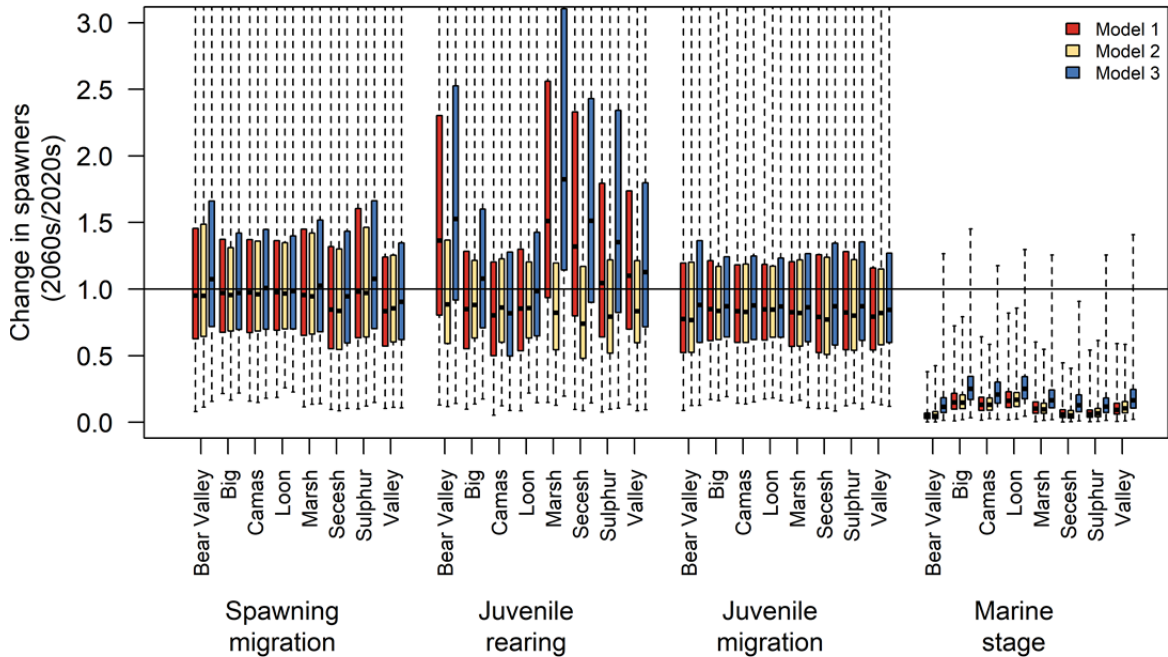 Change in spawners
(2060s/2020s)
3.0
2.5
2.0
1.5
1.0
0.5
0.0
Model 1
Model 2
Model 3
Bear Valley
Big
Camas
Loon
Marsh
Secesh
Sulphur
Valley
Bear Valley
Big
Camas
Loon
Marsh
Secesh
Sulphur
Valley
Bear Valley
Big
Camas
Loon
Marsh
Secesh
Sulphur
Valley
Bear Valley
Big
Camas
Loon
Marsh
Secesh
Sulphur
Valley
Spawning
migration
Juvenile
rearing
Juvenile
migration
Marine
stage